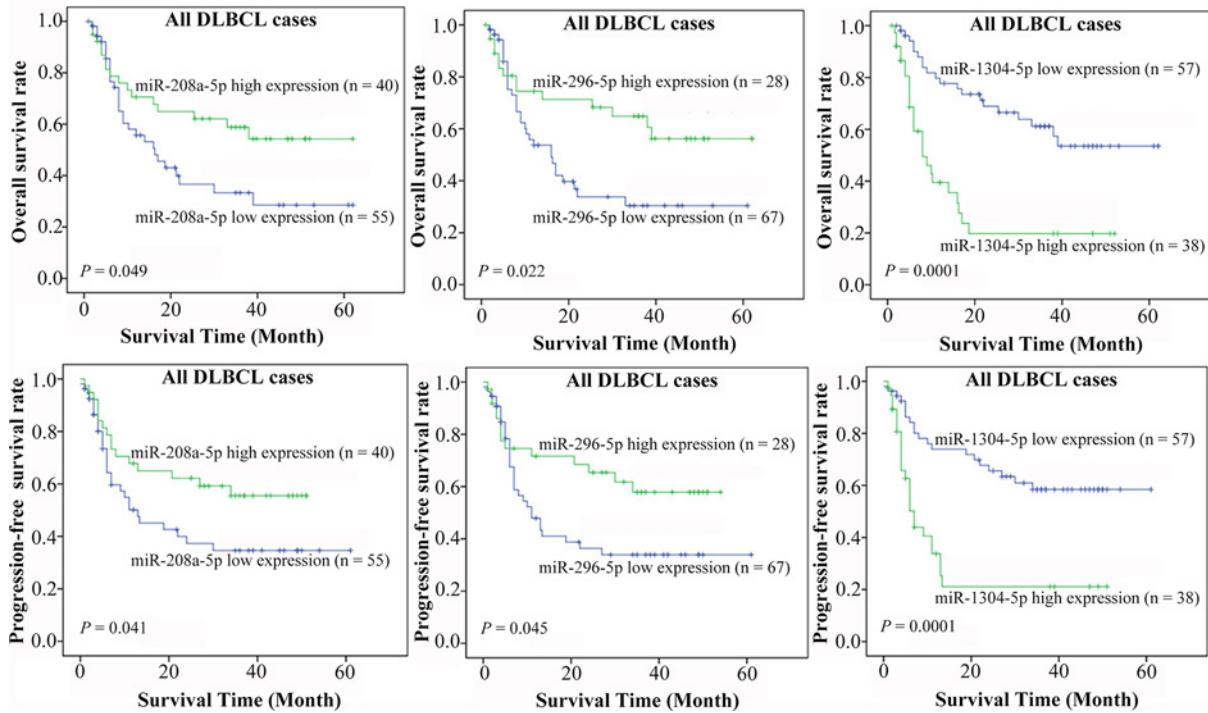 All DLBCL cases
Overall survival rate
1.0
0.8
0.6
0.4
0.2
0.0
miR-208a-5p high expression (n = 40)
miR-208a-5p low expression (n = 55)
P = 0.049
0 20 40 60
Survival Time (Month)
All DLBCL cases
Overall survival rate
1.0
0.8
0.6
0.4
0.2
0.0
miR-296-5p high expression (n = 28)
miR-296-5p low expression (n = 67)
P = 0.022
0 20 40 60
Survival Time (Month)
All DLBCL cases
Overall survival rate
1.0
0.8
0.6
0.4
0.2
0.0
miR-1304-5p low expression (n = 57)
miR-1304-5p high expression (n = 38)
P = 0.0001
0 20 40 60
Survival Time (Month)
All DLBCL cases
Progression-free survival rate
1.0
0.8
0.6
0.4
0.2
0.0
miR-208a-5p high expression (n = 40)
miR-208a-5p low expression (n = 55)
P = 0.041
0 20 40 60
Survival Time (Month)
All DLBCL cases
Progression-free survival rate
1.0
0.8
0.6
0.4
0.2
0.0
miR-296-5p high expression (n = 28)
miR-296-5p low expression (n = 67)
P = 0.045
0 20 40 60
Survival Time (Month)
All DLBCL cases
Progression-free survival rate
1.0
0.8
0.6
0.4
0.2
0.0
miR-1304-5p low expression (n = 57)
miR-1304-5p high expression (n = 38)
P = 0.0001
0 20 40 60
Survival Time (Month)